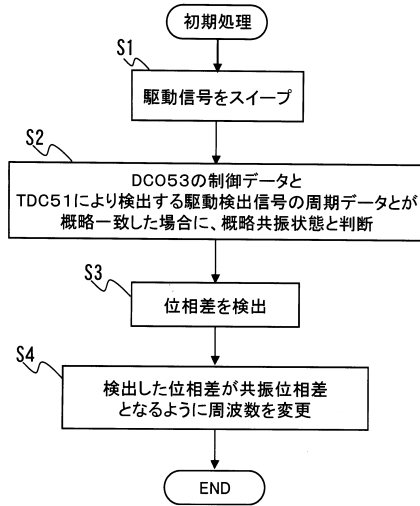 初期処理
S1
駆動信号をスイープ
S2
DCO53の制御データと
TDC51により検出する駆動検出信号の周期データとが
概略一致した場合に、概略共振状態と判断
S3
位相差を検出
S4
検出した位相差が共振位相差
となるように周波数を変更
END